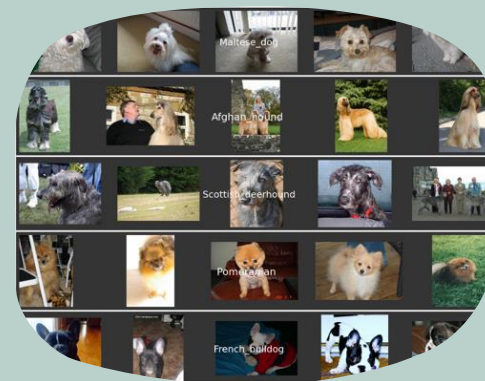 Maltese_dog
Afghan_hound
Scottish_deerhound
Pomeranian
French_bulldog